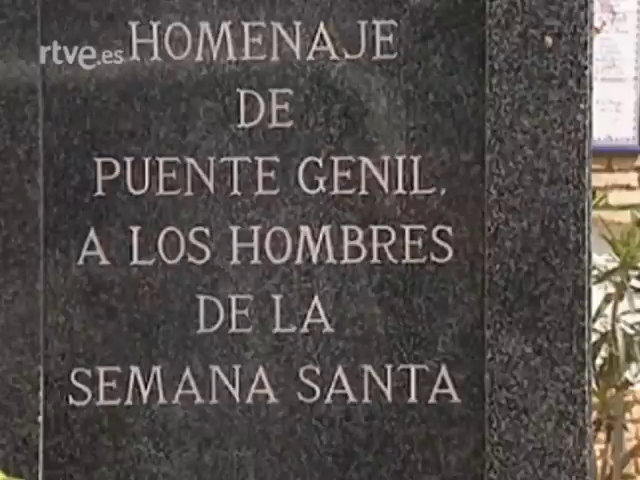 rtve.es
HOMENAJE
DE
PUENTE GENIL,
A LOS HOMBRES
DE LA
SEMANA SANTA